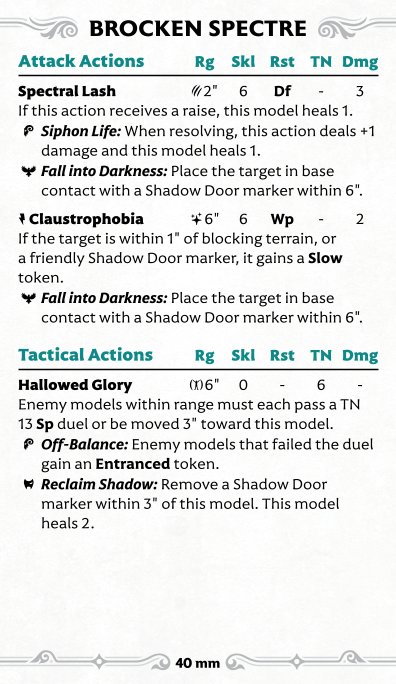 BROCKEN SPECTRE
Attack Actions Rg Skl Rst TN Dmg
Spectral Lash 2" 6 Df - 3
If this action receives a raise, this model heals 1.
Siphon Life: When resolving, this action deals +1
damage and this model heals 1.
Fall into Darkness: Place the target in base
contact with a Shadow Door marker within 6".
Claustrophobia 6" 6 Wp - 2
If the target is within 1" of blocking terrain, or
a friendly Shadow Door marker, it gains a Slow
token.
Fall into Darkness: Place the target in base
contact with a Shadow Door marker within 6".
Tactical Actions Rg Skl Rst TN Dmg
Hallowed Glory 6" 0 - 6 -
Enemy models within range must each pass a TN
13 Sp duel or be moved 3" toward this model.
Off-Balance: Enemy models that failed the duel
gain an Entranced token.
Reclaim Shadow: Remove a Shadow Door
marker within 3" of this model. This model
heals 2.
40 mm